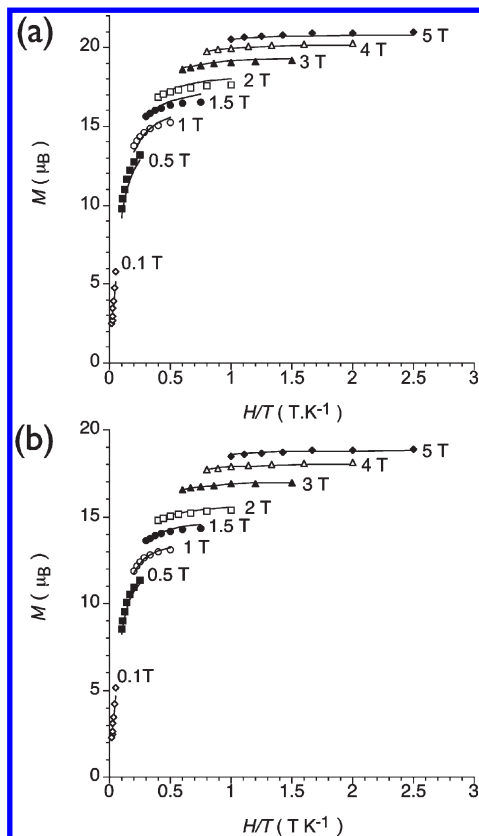 (a)
20
15
10
5
0
M ( μB )
5 T
4 T
3 T
2 T
1.5 T
1 T
0.5 T
0.1 T
0 0.5 1 1.5 2 2.5 3
H/T ( T.K-1 )
(b)
20
15
10
5
0
M ( μB )
5 T
4 T
3 T
2 T
1.5 T
1 T
0.5 T
0.1T
0 0.5 1 1.5 2 2.5 3
H/T ( T K-1 )